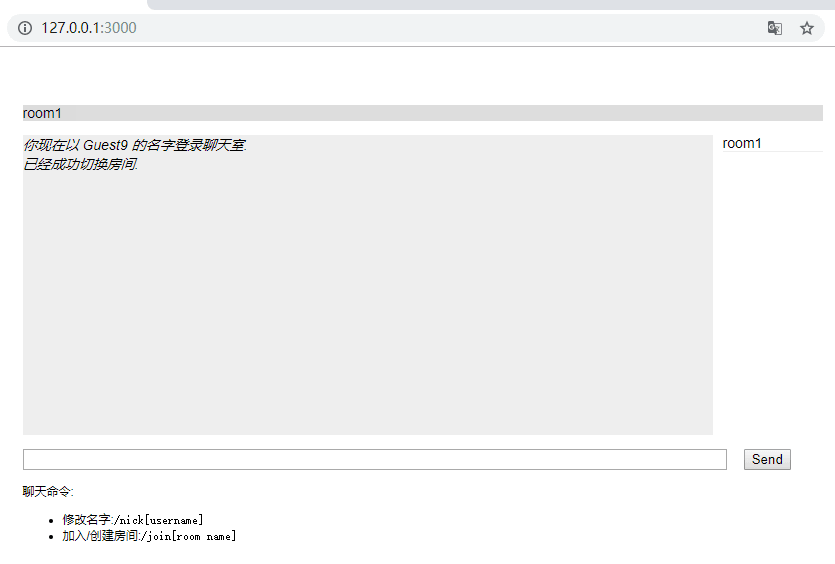 127.0.0.1:3000
room1
你现在以 Guest9 的名字登录聊天室.
已经成功切换房间.
room1
Send
聊天命令:
修改名字:/nick[username]
加入/创建房间:/join[room name]